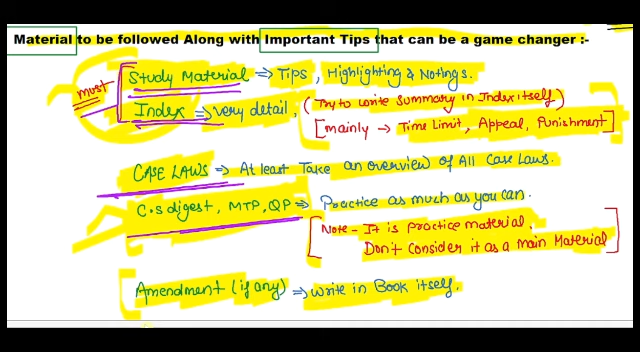 Material to be followed Along with Important Tips that can be a game changer :-
must
Study Material ⇒ Tips, Highlighting & Notings.
Index ⇒ very detail, (Try to write summary in Index itself)
[mainly → Time Limit, Appeal, Punishment]
CASE LAWS ⇒ At least Take an overview of All Case Laws.
C.s digest, MTP, QP ⇒ Practice as much as you can.
[Note - It is practice material.
Don't Consider it as a main Material]
Amendment (if any) ⇒ write in Book itself.